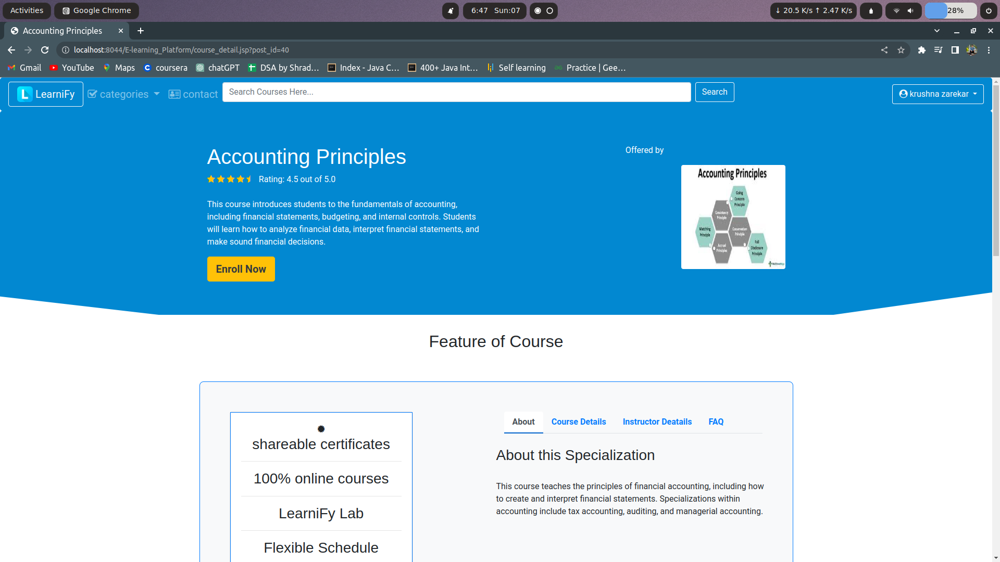 Activities
Google Chrome
6:47 Sun:07
↓ 20.5 K/s ↑ 2.47 K/s
28%
Accounting Principles
localhost:8044/E-learning_Platform/course_detail.jsp?post_id=40
Gmail
YouTube
Maps
coursera
chatGPT
DSA by Shrad…
Index - Java C…
400+ Java Int…
Self learning
Practice | Gee…
LearniFy
categories
contact
Search Courses Here...
Search
krushna zarekar
Accounting Principles
Rating: 4.5 out of 5.0
This course introduces students to the fundamentals of accounting,
including financial statements, budgeting, and internal controls. Students
will learn how to analyze financial data, interpret financial statements, and
make sound financial decisions.
Enroll Now
Offered by
Accounting Principles
Going
Concern
Principle
Consistency
Principle
Matching
Principle
Conservation
Principle
Accrual
Principles
Full
Disclosure
Principle
Feature of Course
shareable certificates
100% online courses
LearniFy Lab
Flexible Schedule
About
Course Details
Instructor Deatails
FAQ
About this Specialization
This course teaches the principles of financial accounting, including how
to create and interpret financial statements. Specializations within
accounting include tax accounting, auditing, and managerial accounting.